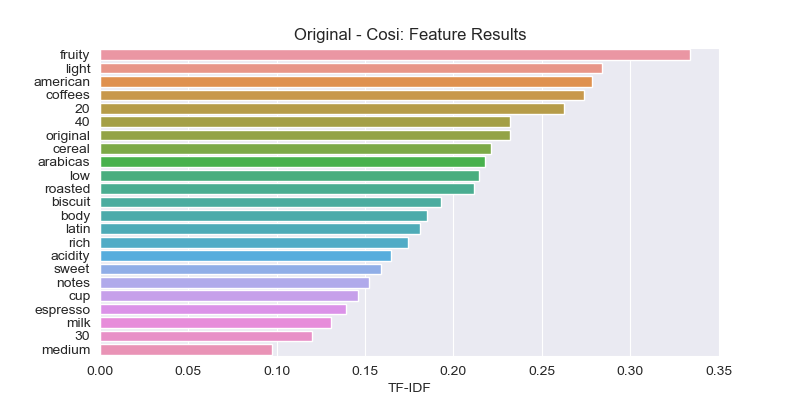 Original - Cosi: Feature Results
fruity
light
american
coffees
20
40
original
cereal
arabicas
low
roasted
biscuit
body
latin
rich
acidity
sweet
notes
cup
espresso
milk
30
medium
0.00 0.05 0.10 0.15 0.20 0.25 0.30 0.35
TF-IDF